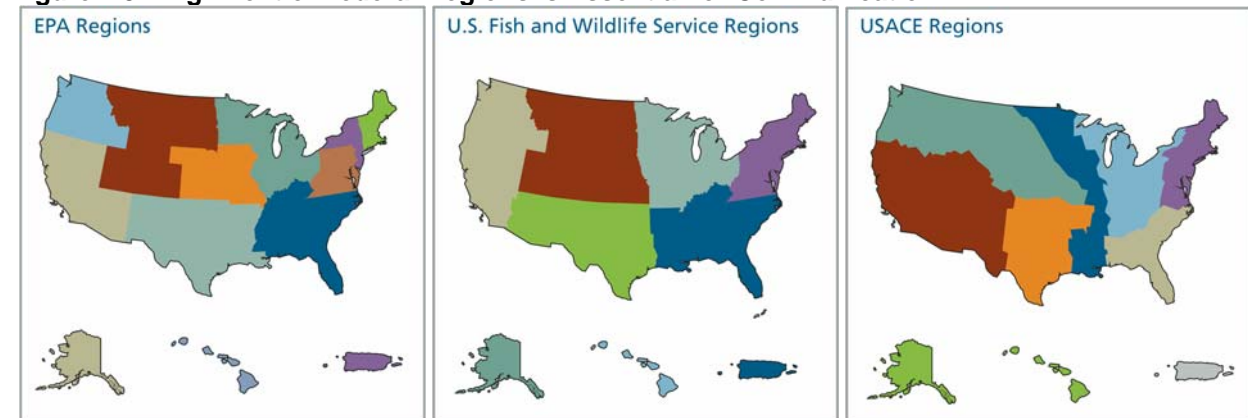 EPA Regions
U.S. Fish and Wildlife Service Regions
USACE Regions